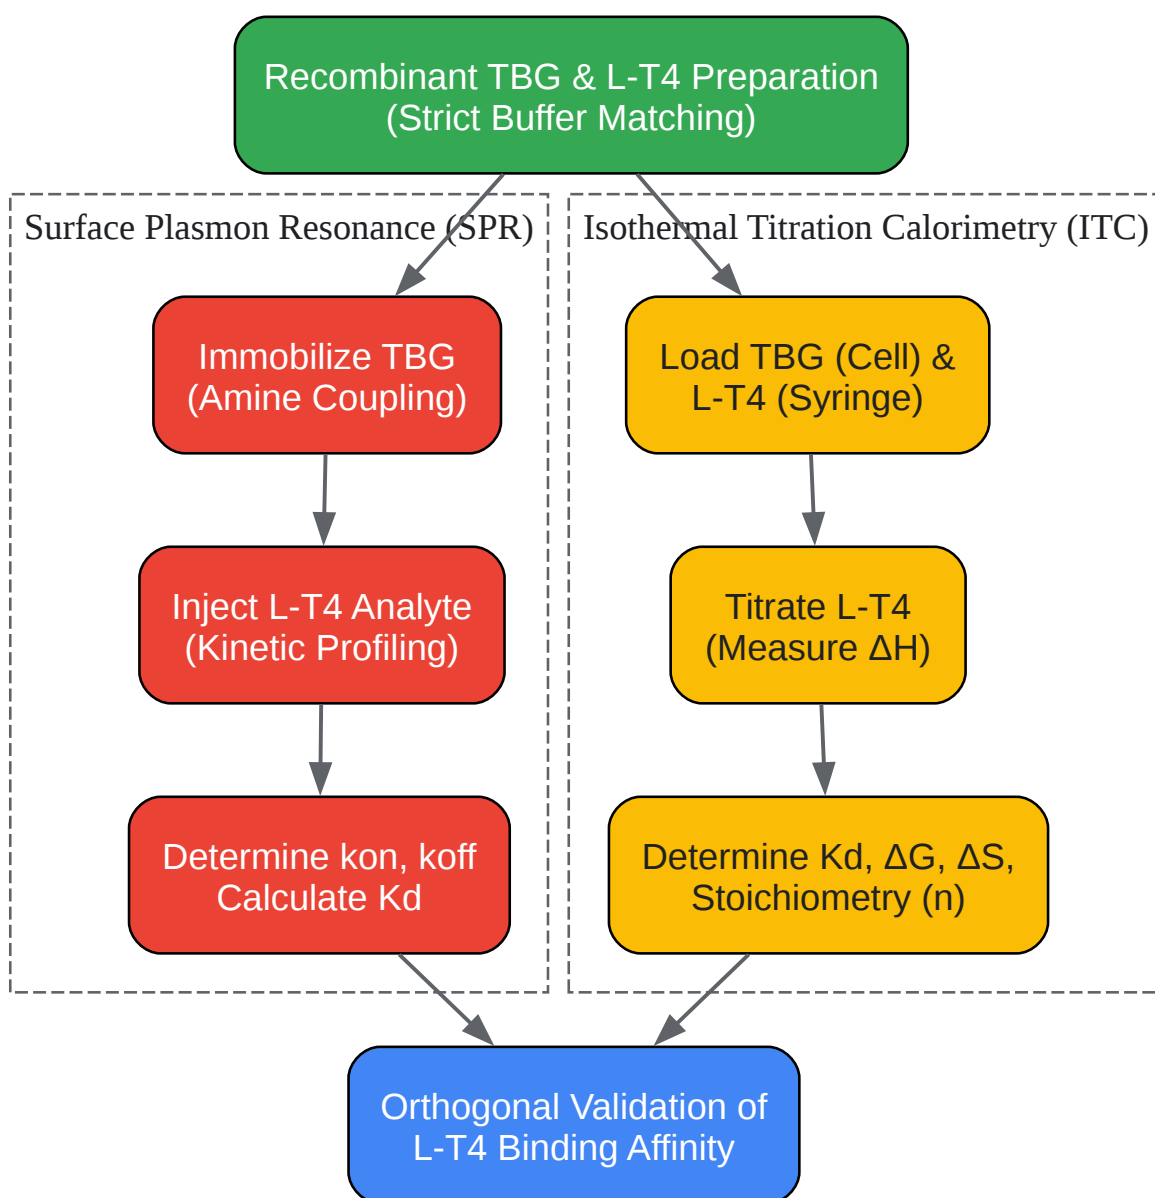 Recombinant TBG & L-T4 Preparation
(Strict Buffer Matching)
Surface Plasmon Resonance (SPR)
Immobilize TBG
(Amine Coupling)
Inject L-T4 Analyte
(Kinetic Profiling)
Determine kon, koff
Calculate Kd
Isothermal Titration Calorimetry (ITC)
Load TBG (Cell) &
L-T4 (Syringe)
Titrate L-T4
(Measure ΔH)
Determine Kd, ΔG, ΔS,
Stoichiometry (n)
Orthogonal Validation of
L-T4 Binding Affinity